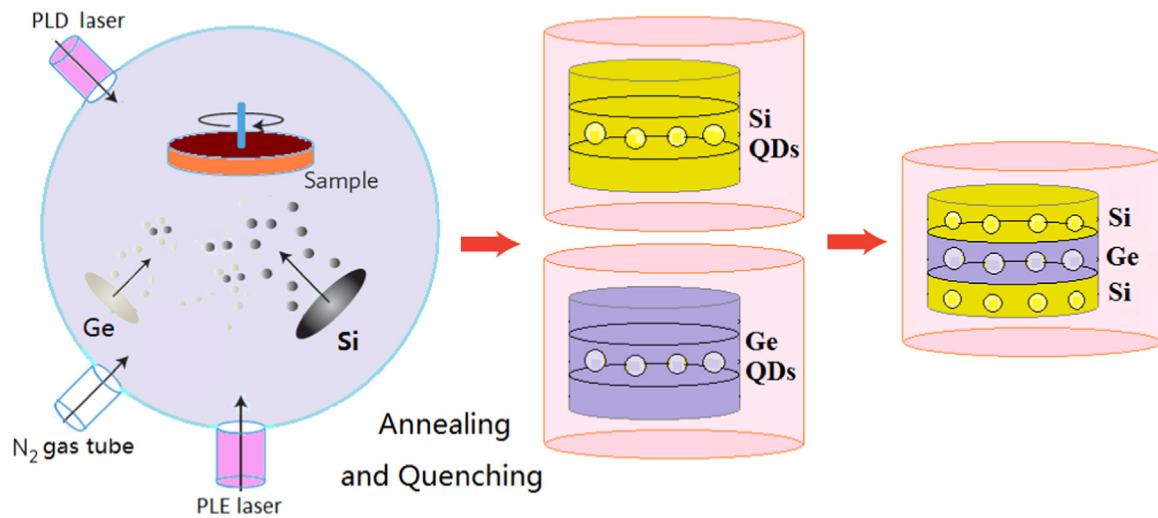 PLD laser
Sample
Ge
Si
N2 gas tube
PLE laser
Annealing
and Quenching
Si
QDs
Ge
QDs
Si
Ge
Si